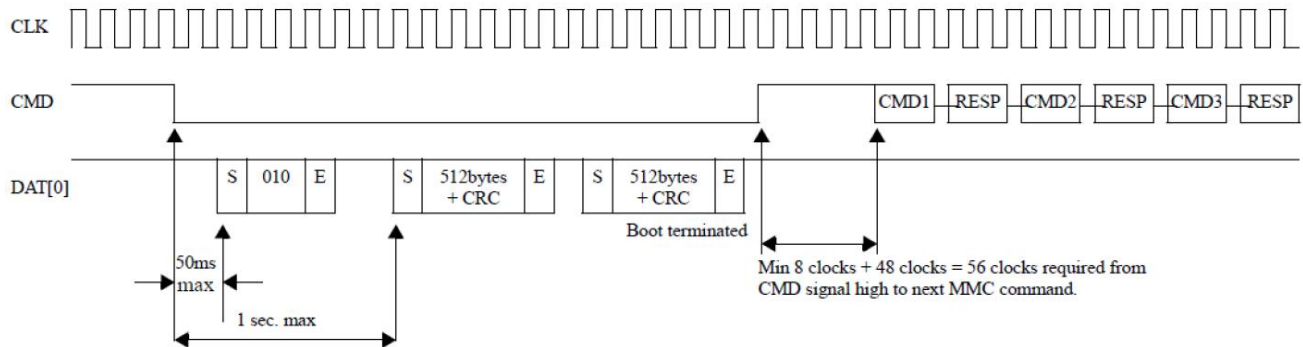 CLK
CMD
CMD1 RESP CMD2 RESP CMD3 RESP
DAT[0]
S 010 E S 512bytes + CRC E S 512bytes + CRC E
Boot terminated
50ms
max
Min 8 clocks + 48 clocks = 56 clocks required from
CMD signal high to next MMC command.
1 sec. max